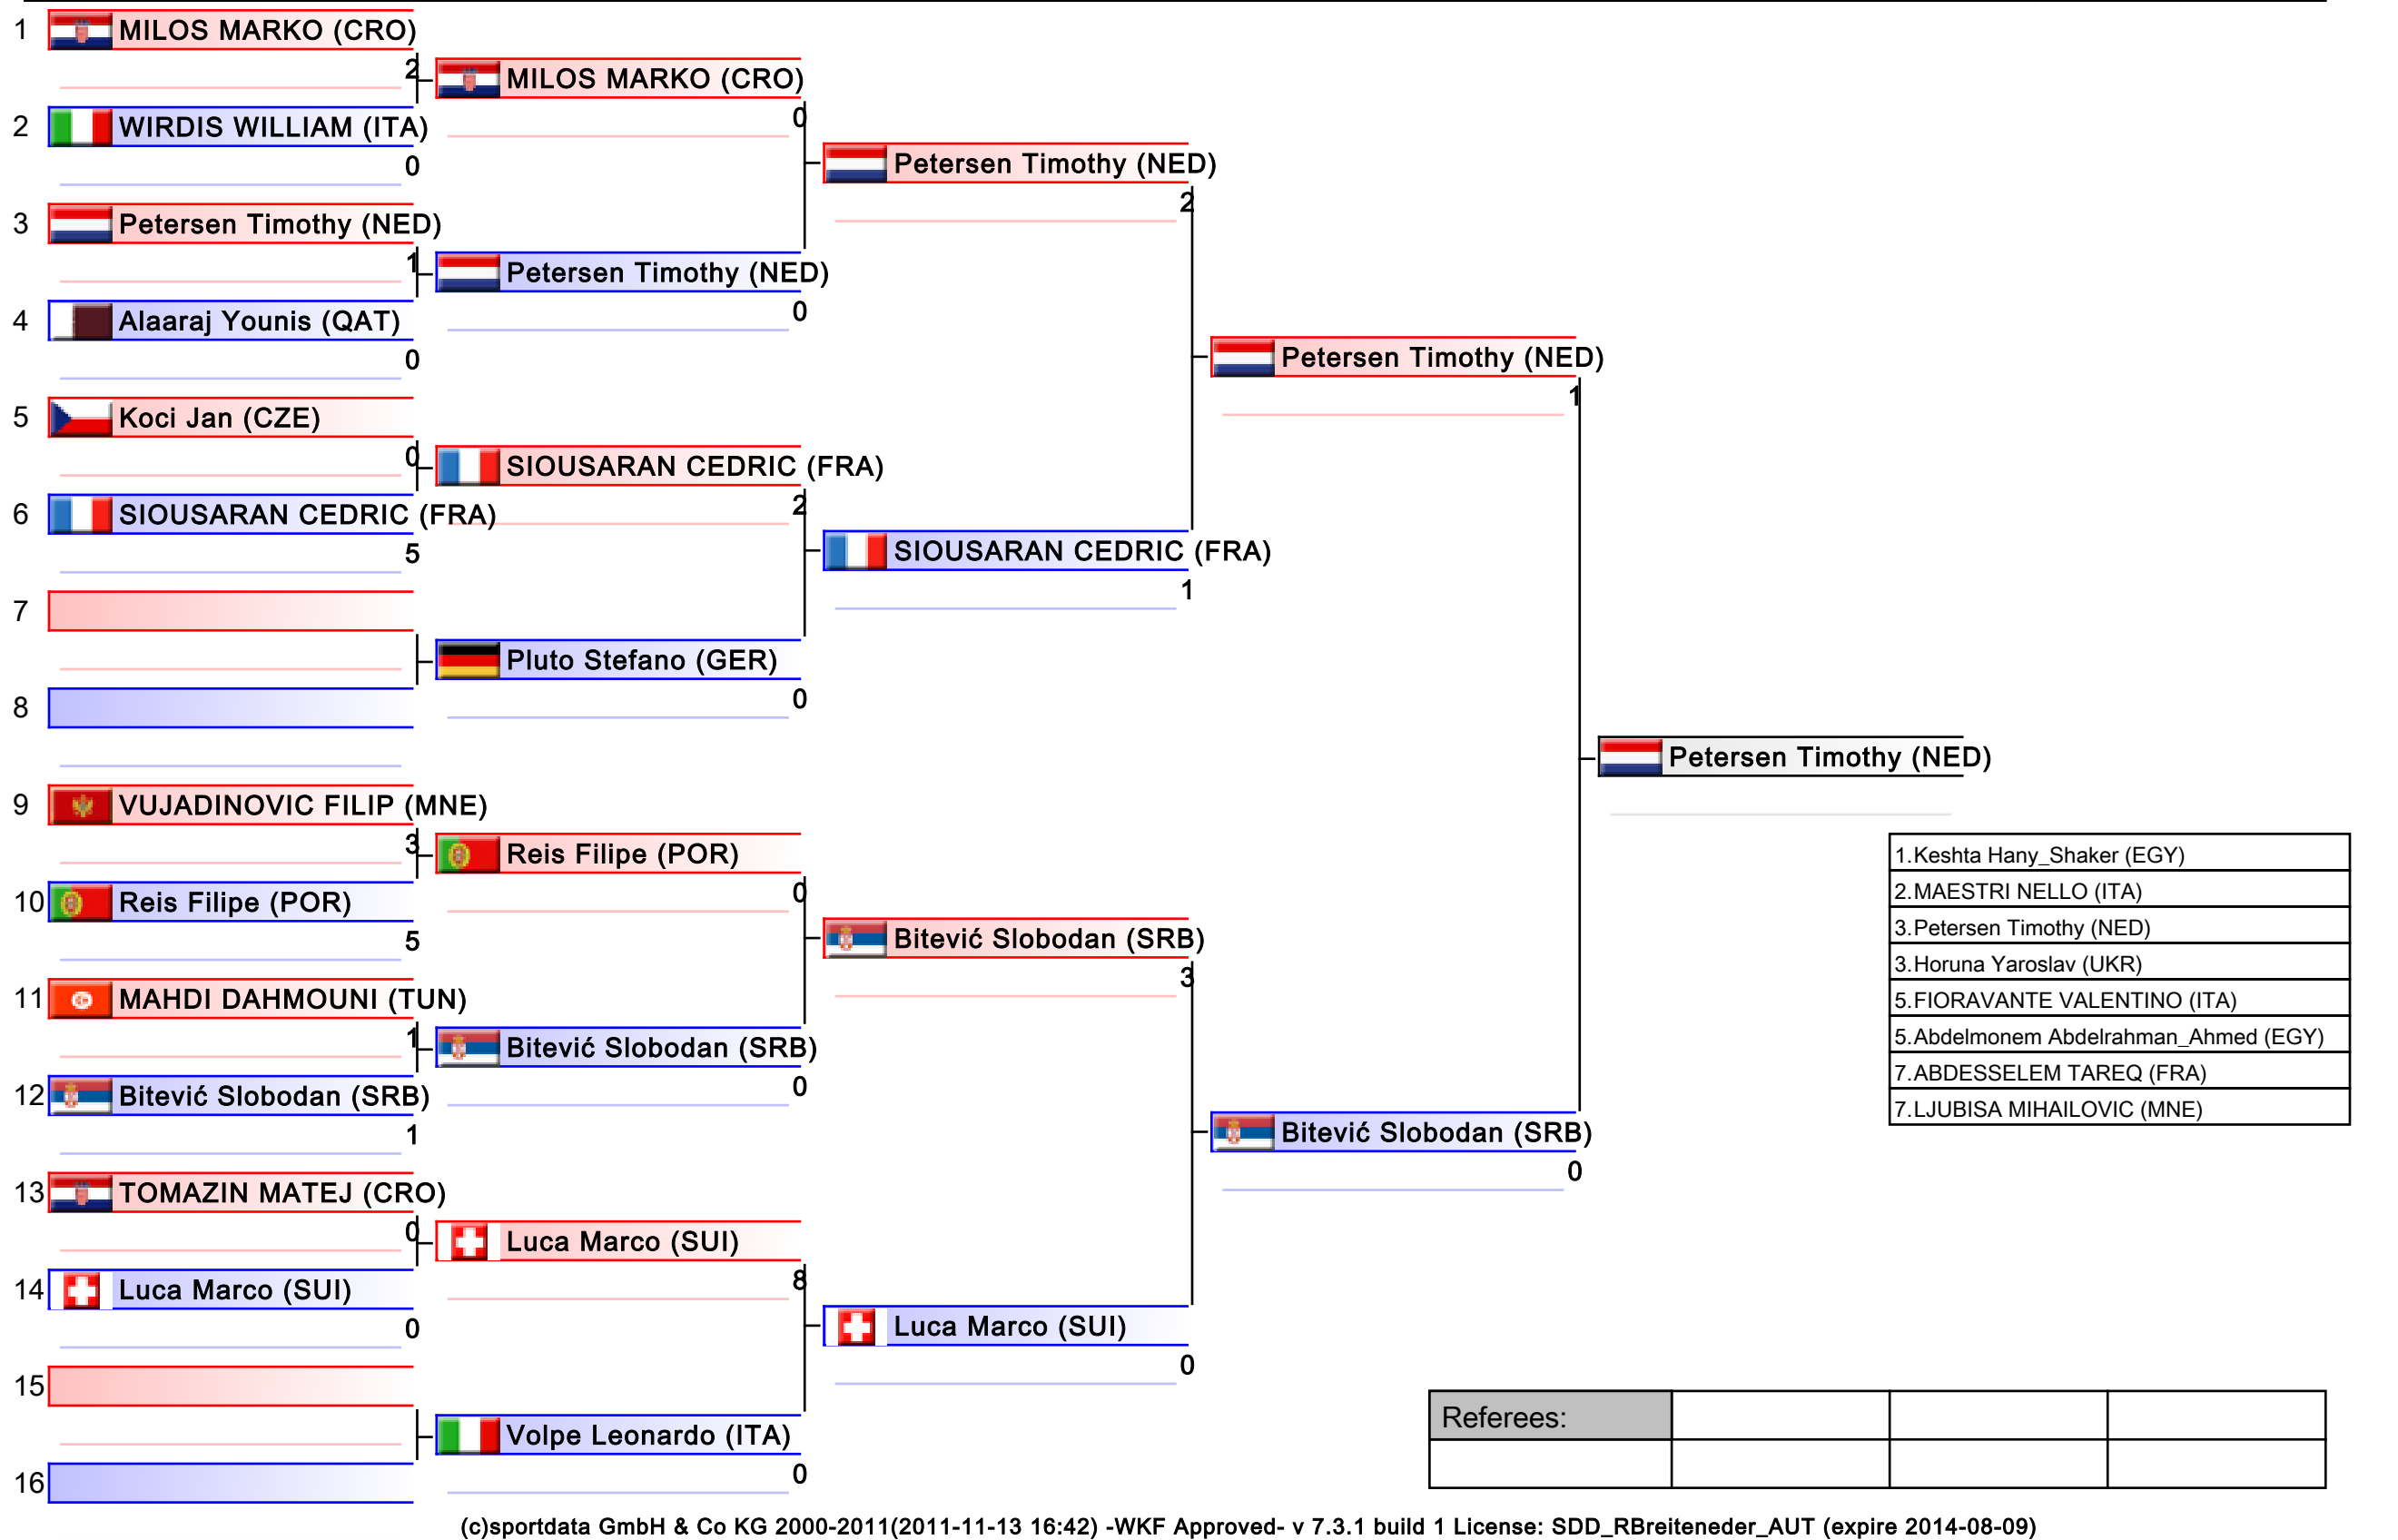 1 MILOS MARKO (CRO)
2
MILOS MARKO (CRO)
0
2 WIRDIS WILLIAM (ITA)
0
Petersen Timothy (NED)
2
3 Petersen Timothy (NED)
1
Petersen Timothy (NED)
0
4 Alaaraj Younis (QAT)
0
Petersen Timothy (NED)
1
5 Koci Jan (CZE)
0
SIOUSARAN CEDRIC (FRA)
2
6 SIOUSARAN CEDRIC (FRA)
5
SIOUSARAN CEDRIC (FRA)
1
7
Pluto Stefano (GER)
0
8
Petersen Timothy (NED)
9 VUJADINOVIC FILIP (MNE)
3
Reis Filipe (POR)
0
10 Reis Filipe (POR)
5
Bitević Slobodan (SRB)
3
11 MAHDI DAHMOUNI (TUN)
1
Bitević Slobodan (SRB)
0
12 Bitević Slobodan (SRB)
1
Bitević Slobodan (SRB)
0
13 TOMAZIN MATEJ (CRO)
0
Luca Marco (SUI)
8
14 Luca Marco (SUI)
0
Luca Marco (SUI)
0
15
Volpe Leonardo (ITA)
0
16
1.Keshta Hany_Shaker (EGY)
2.MAESTRI NELLO (ITA)
3.Petersen Timothy (NED)
3.Horuna Yaroslav (UKR)
5.FIORAVANTE VALENTINO (ITA)
5.Abdelmonem Abdelrahman_Ahmed (EGY)
7.ABDESSELEM TAREQ (FRA)
7.LJUBISA MIHAILOVIC (MNE)
Referees:
(c)sportdata GmbH & Co KG 2000-2011(2011-11-13 16:42) -WKF Approved- v 7.3.1 build 1 License: SDD_RBreiteneder_AUT (expire 2014-08-09)